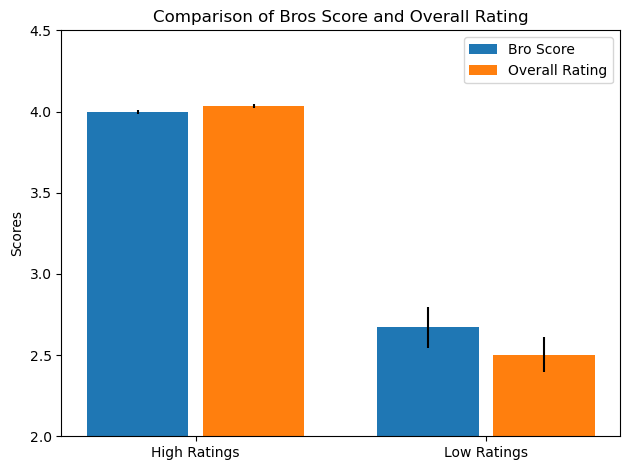 Comparison of Bros Score and Overall Rating
4.5
Bro Score
Overall Rating
4.0
3.5
Scores
3.0
2.5
2.0
High Ratings
Low Ratings